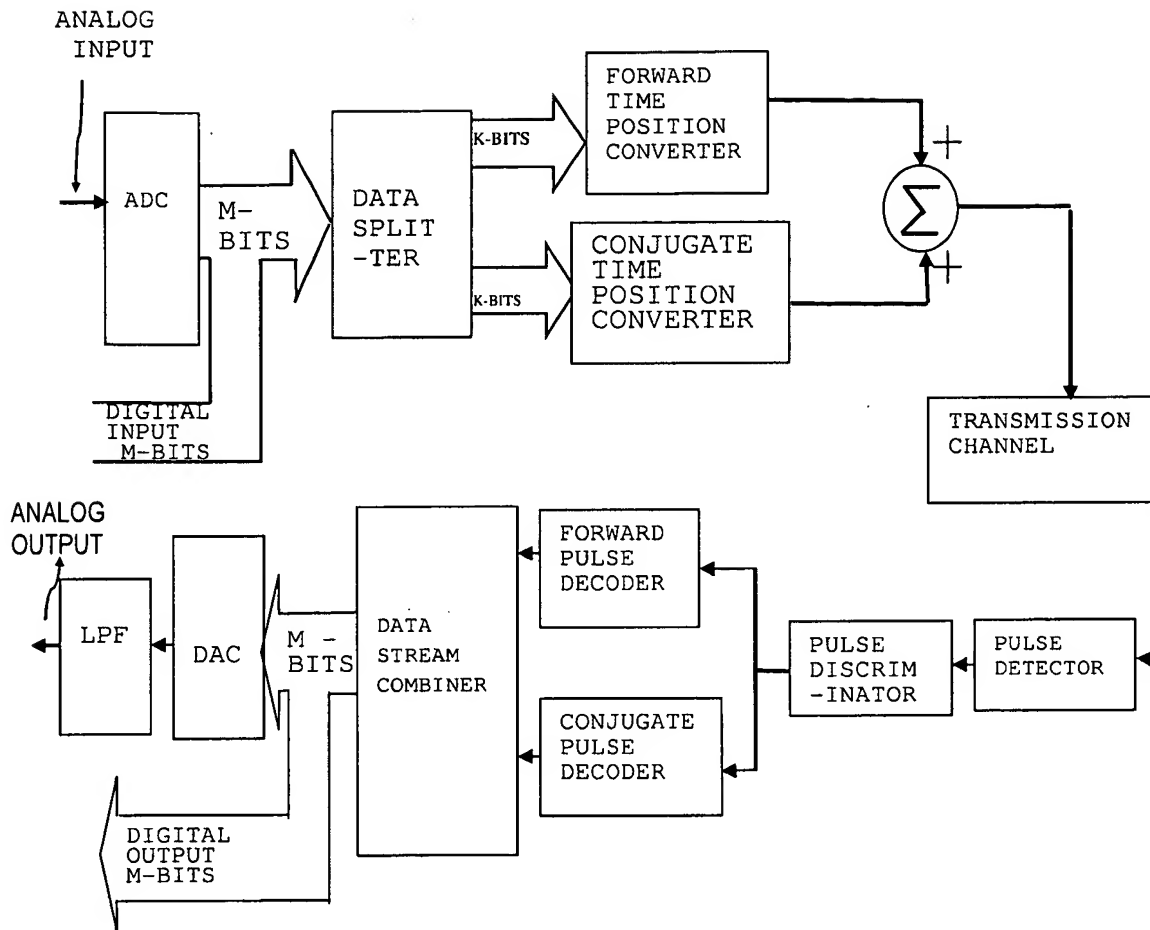 ANALOG
INPUT
ADC
M-
BITS
DATA
SPLIT
-TER
K-BITS
K-BITS
FORWARD
TIME
POSITION
CONVERTER
CONJUGATE
TIME
POSITION
CONVERTER
+
Σ
+
DIGITAL
INPUT
M-BITS
TRANSMISSION
CHANNEL
ANALOG
OUTPUT
LPF
DAC
M -
BITS
DATA
STREAM
COMBINER
FORWARD
PULSE
DECODER
CONJUGATE
PULSE
DECODER
PULSE
DISCRIM
-INATOR
PULSE
DETECTOR
DIGITAL
OUTPUT
M-BITS